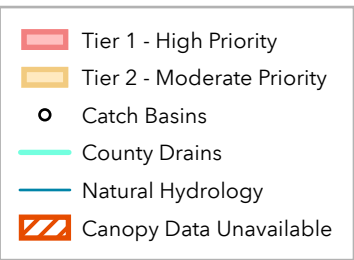 Tier 1 - High Priority
Tier 2 - Moderate Priority
Catch Basins
County Drains
Natural Hydrology
Canopy Data Unavailable